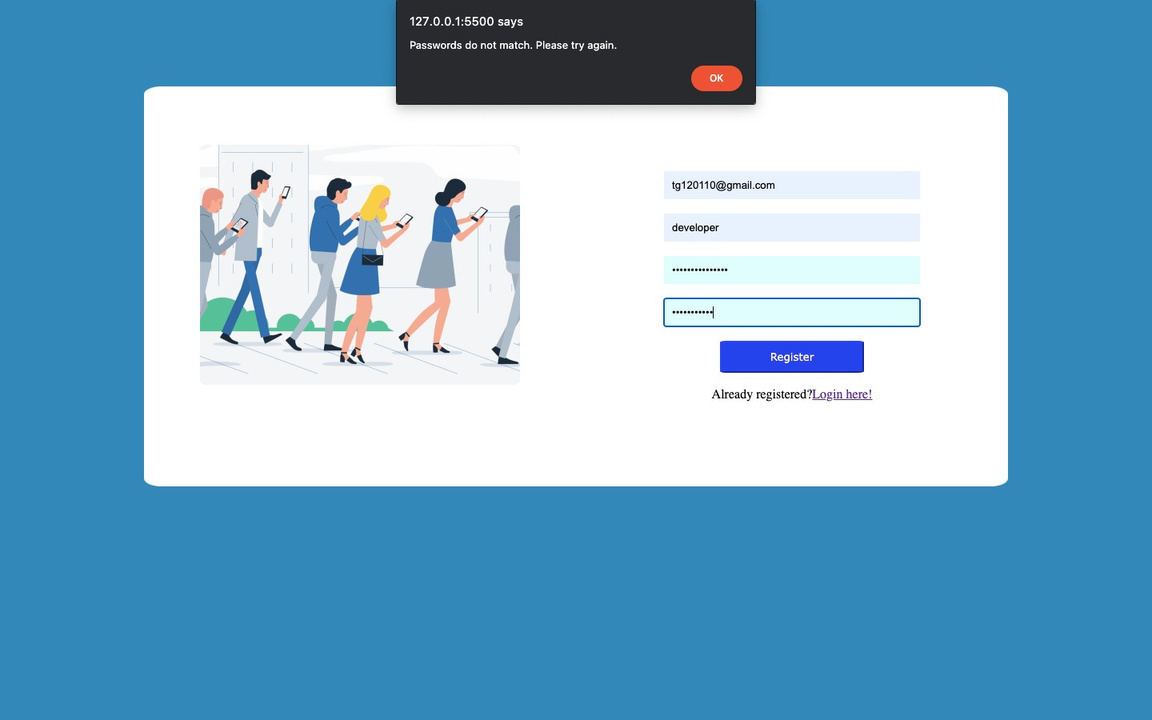 127.0.0.1:5500 says
Passwords do not match. Please try again.
OK
tg120110@gmail.com
developer
•••••••••••••••
•••••••••••
Register
Already registered?Login here!